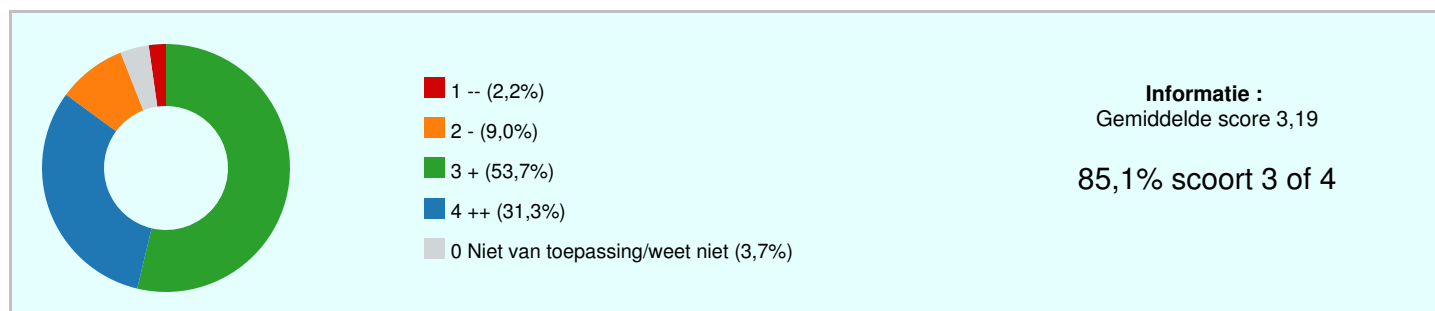 1 -- (2,2%)
2 - (9,0%)
3 + (53,7%)
4 ++ (31,3%)
0 Niet van toepassing/weet niet (3,7%)
Informatie :
Gemiddelde score 3,19
85,1% scoort 3 of 4